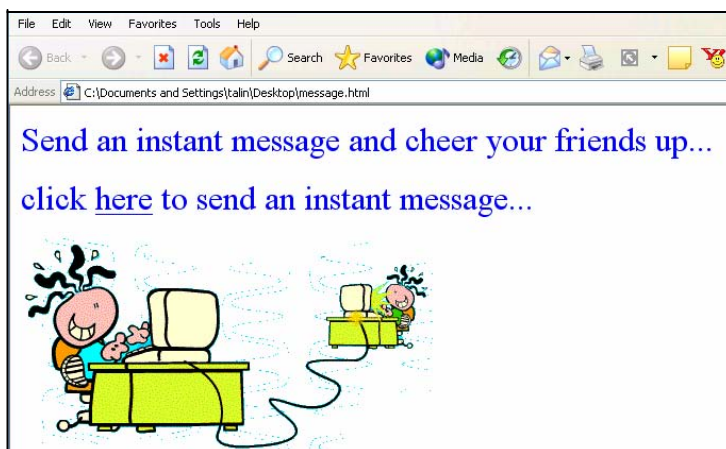 File Edit View Favorites Tools Help
Back Search Favorites Media
Address C:\Documents and Settings\talin\Desktop\message.html
Send an instant message and cheer your friends up...
click here to send an instant message...